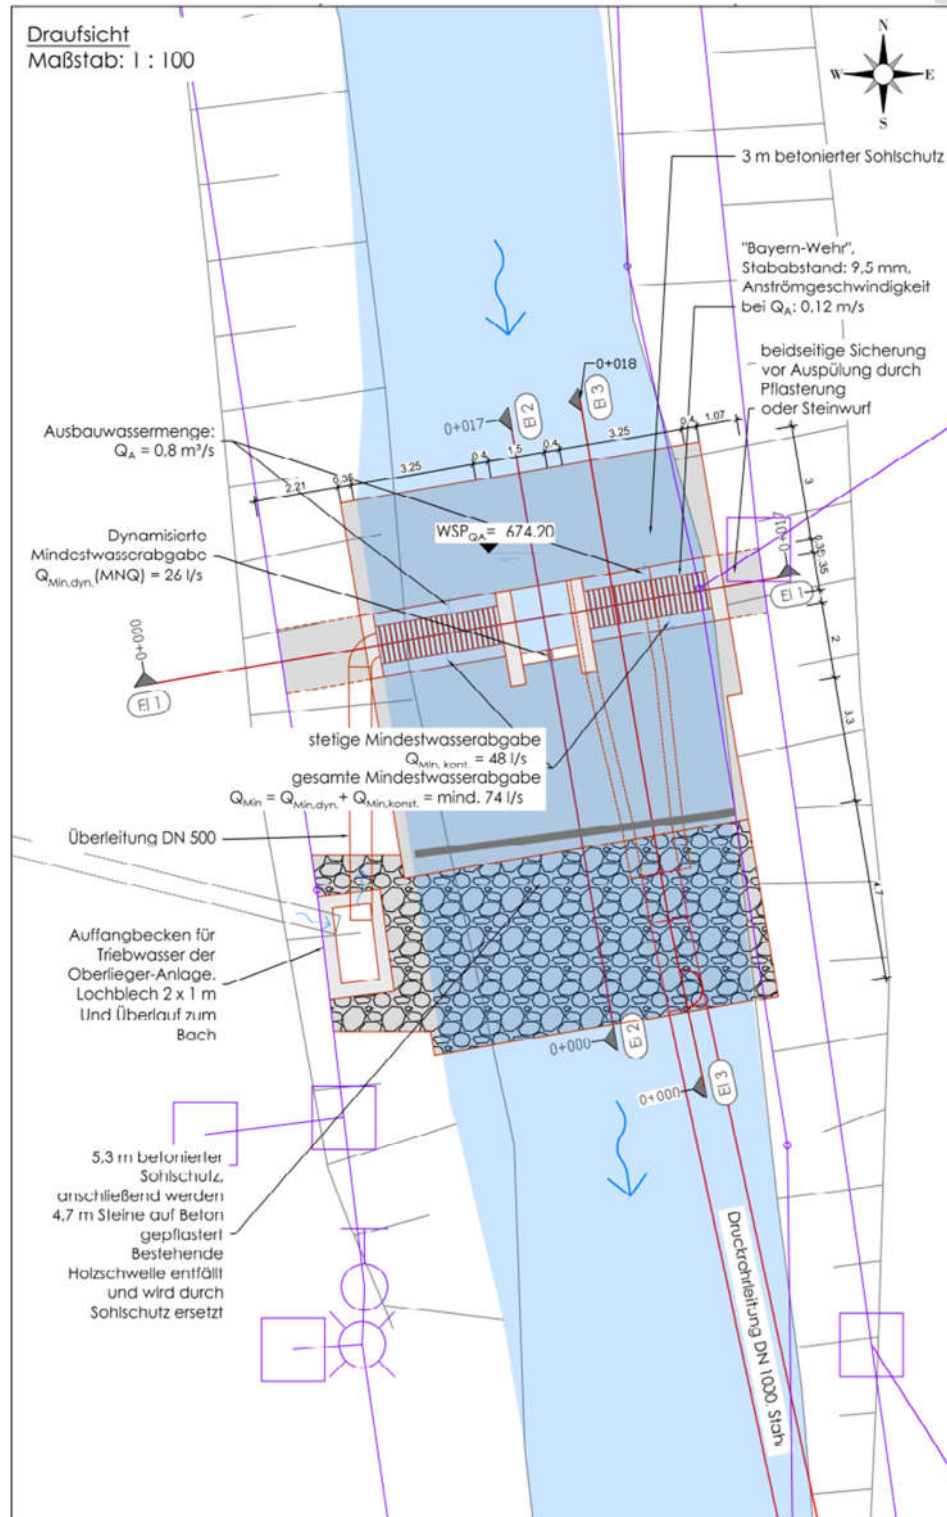 Draufsicht
Maßstab: 1 : 100
N
W
E
S
3 m betonierter Sohlschutz
"Bayern-Wehr",
Stababstand: 9,5 mm,
Anströmgeschwindigkeit
bei QA: 0,12 m/s
beidseitige Sicherung
vor Auspülung durch
Pflasterung
oder Steinwurf
0+018
El 3
El 2
0+017
Ausbauwassermenge:
QA = 0,8 m³/s
2.21
0.36
3.25
0.4
1.5
0.4
3.25
0.4
1.07
3
WSPQA= 674.20
Dynamisierte
Mindestwasserabgabe
QMin,dyn.(MNQ) = 26 l/s
0+017
El 1
0+000
El 1
2
3.3
4.7
stetige Mindestwasserabgabe
QMin, kont. = 48 l/s
gesamte Mindestwasserabgabe
QMin = QMin,dyn. + QMin,konst. = mind. 74 l/s
Überleitung DN 500
Auffangbecken für
Triebwasser der
Oberlieger-Anlage.
Lochblech 2 x 1 m
Und Überlauf zum
Bach
0+000
El 2
0+000
El 3
5,3 m betonierter
Sohlschutz,
anschließend werden
4,7 m Steine auf Beton
gepflastert
Bestehende
Holzschwelle entfällt
und wird durch
Sohlschutz ersetzt
Druckrohrleitung DN 1000, Stahl